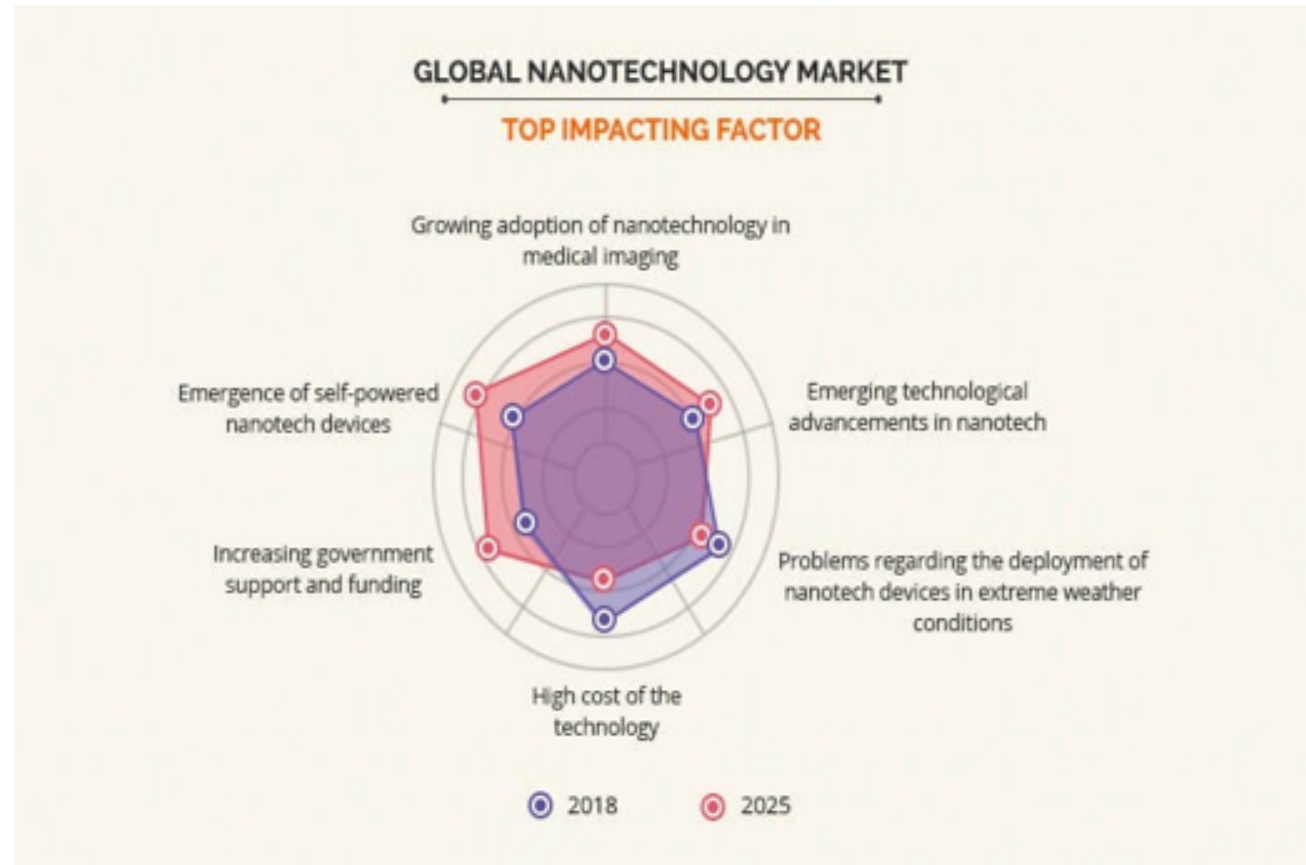 GLOBAL NANOTECHNOLOGY MARKET
TOP IMPACTING FACTOR
Growing adoption of nanotechnology in
medical imaging
Emergence of self-powered
nanotech devices
Emerging technological
advancements in nanotech
Increasing government
support and funding
Problems regarding the deployment of
nanotech devices in extreme weather
conditions
High cost of the
technology
2018
2025